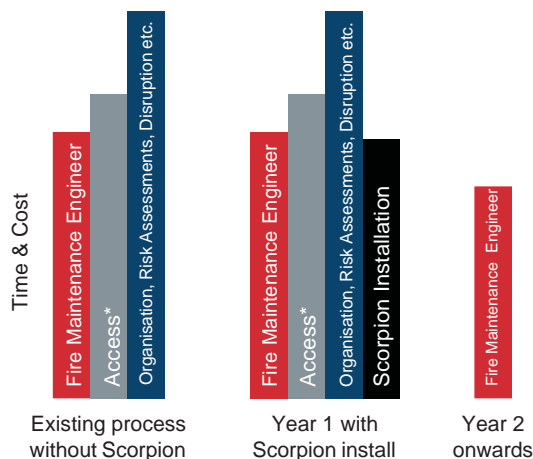 Time & Cost
Fire Maintenance Engineer
Access*
Organisation, Risk Assessments, Disruption etc.
Fire Maintenance Engineer
Access*
Organisation, Risk Assessments, Disruption etc.
Scorpion Installation
Fire Maintenance Engineer
Existing process
without Scorpion
Year 1 with
Scorpion install
Year 2
onwards